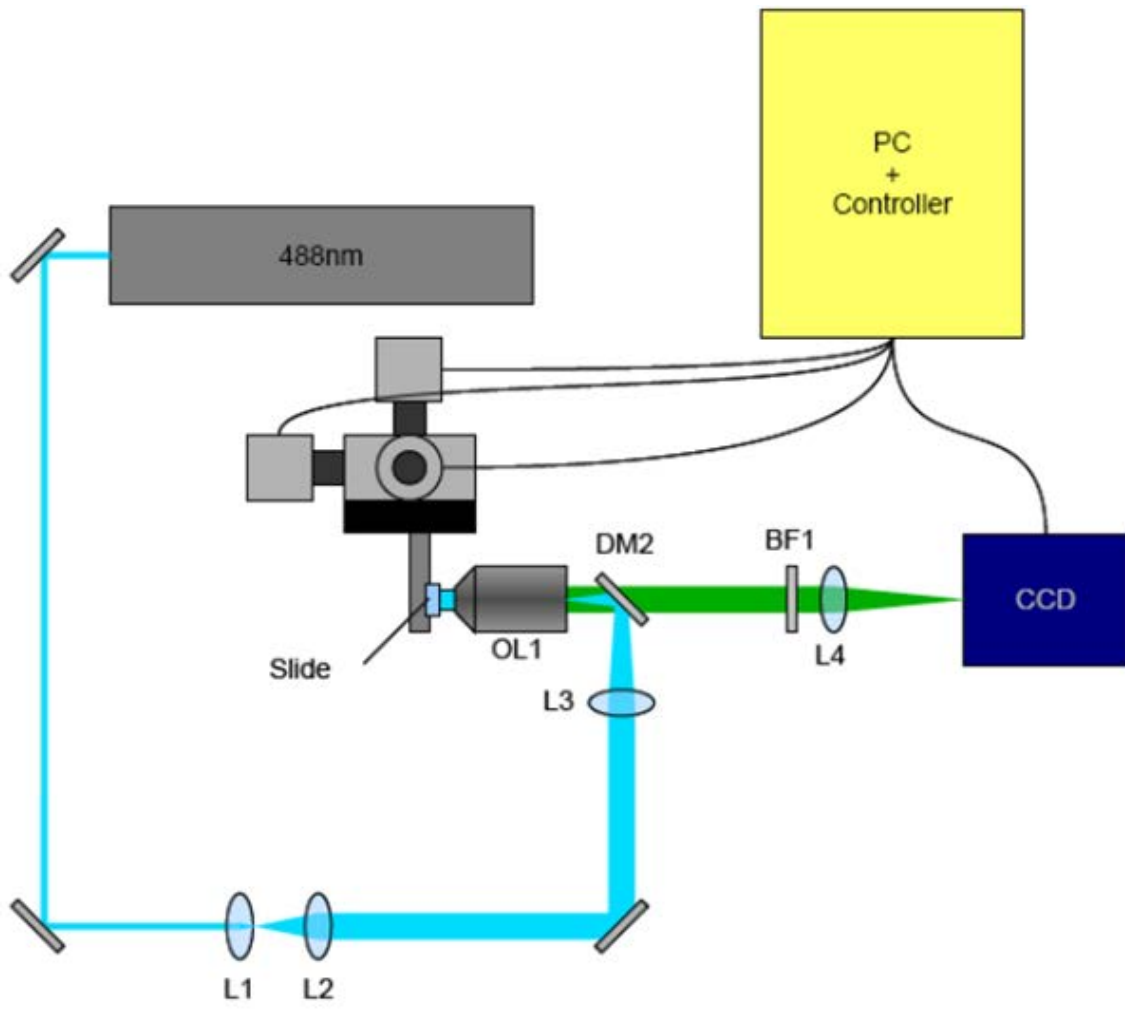 PC
+
Controller
488nm
DM2
BF1
CCD
OL1
L4
Slide
L3
L1
L2